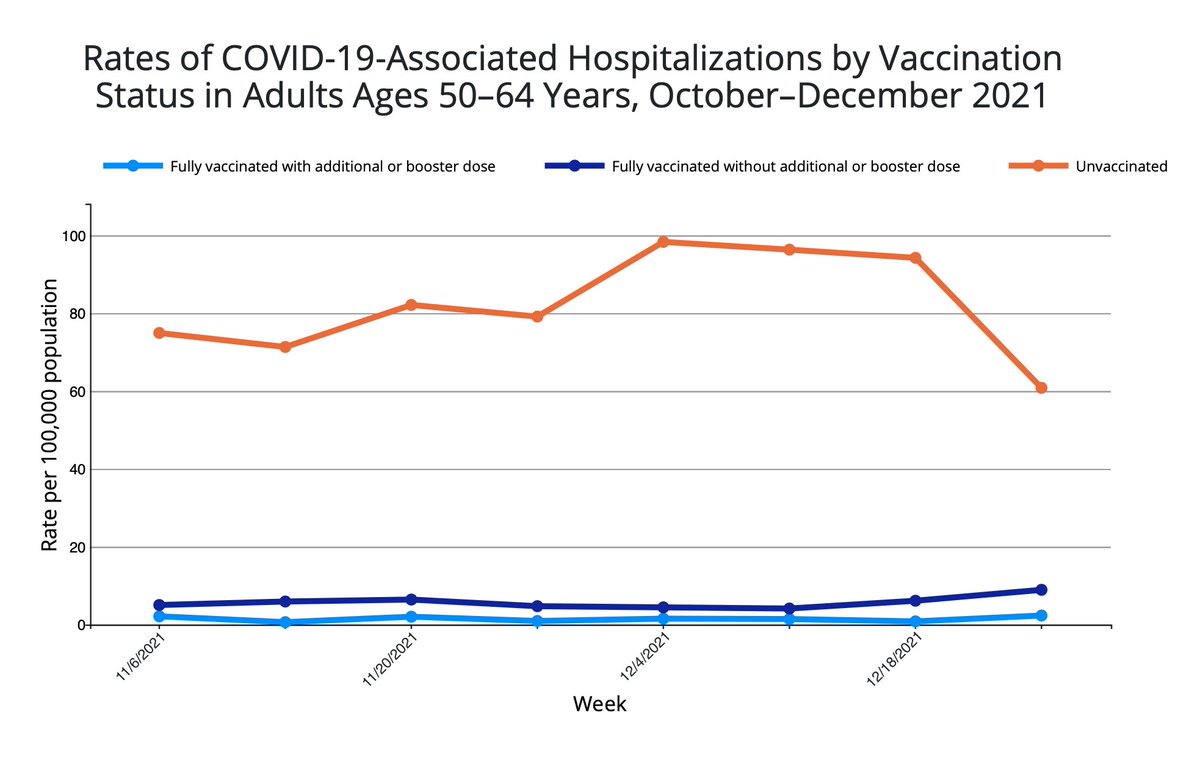 Rates of COVID-19-Associated Hospitalizations by Vaccination
Status in Adults Ages 50–64 Years, October–December 2021
Fully vaccinated with additional or booster dose
Fully vaccinated without additional or booster dose
Unvaccinated
Rate per 100,000 population
100
80
60
40
20
0
11/6/2021
11/20/2021
12/4/2021
12/18/2021
Week